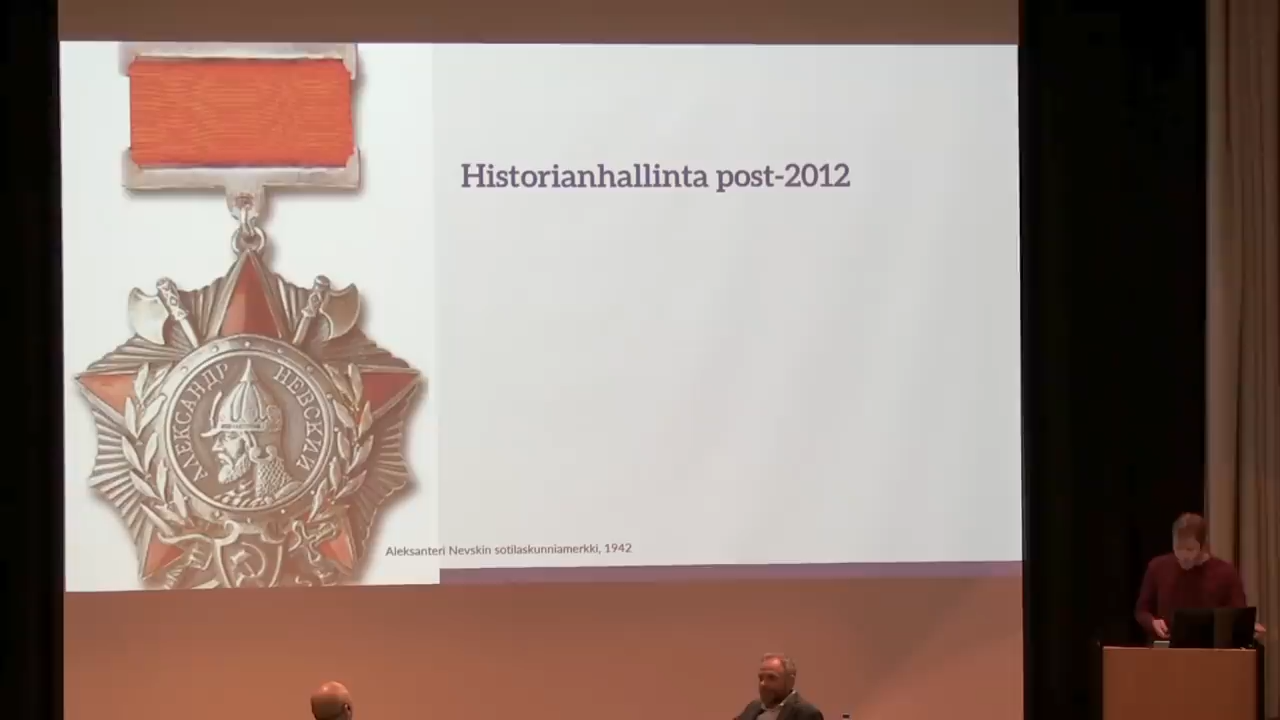 Historianhallinta post-2012
АЛЕКСАНДР НЕВСКИЙ
Aleksanteri Nevskin sotilaskunniamerkki, 1942